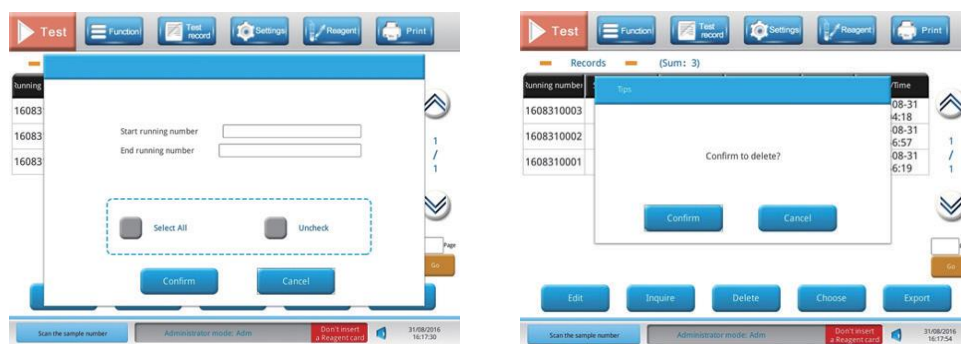 Test
Function
Test record
Settings
Reagent
Print
Running
16083
16083
16083
Start running number
End running number
Select All
Uncheck
Confirm
Cancel
1
/
1
Page
Go
Scan the sample number
Administrator mode: Adm
Don't insert a Reagent card
31/08/2016
16:17:30
Test
Function
Test record
Settings
Reagent
Print
Records (Sum: 3)
Running number
/Time
Tips
1608310003
08-31
4:18
1608310002
08-31
6:57
1608310001
08-31
6:19
Confirm to delete?
Confirm
Cancel
1
/
1
Go
Edit
Inquire
Delete
Choose
Export
Scan the sample number
Administrator mode: Adm
Don't insert a Reagent card
31/08/2016
16:17:54